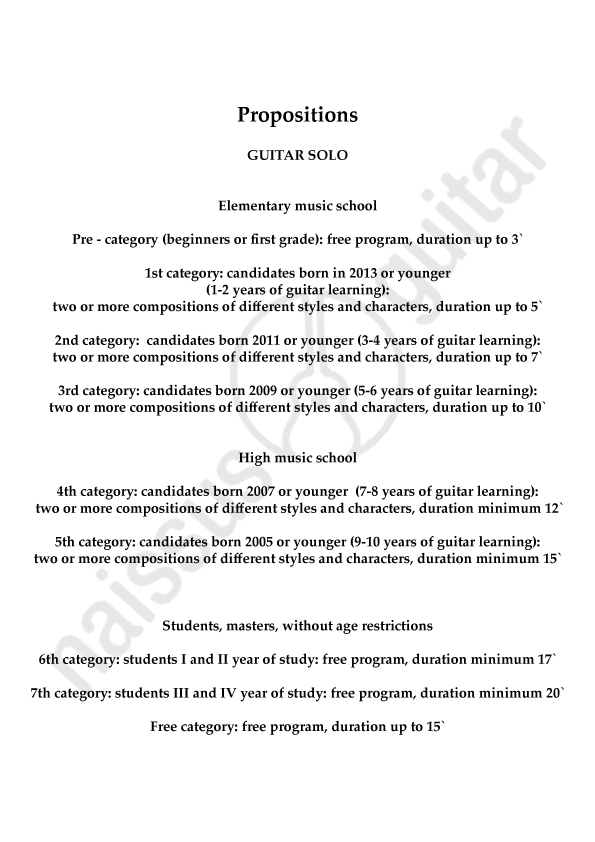 Propositions
GUITAR SOLO
Elementary music school
Pre - category (beginners or first grade): free program, duration up to 3`
1st category: candidates born in 2013 or younger
(1-2 years of guitar learning):
two or more compositions of different styles and characters, duration up to 5`
2nd category:  candidates born 2011 or younger (3-4 years of guitar learning):
two or more compositions of different styles and characters, duration up to 7`
3rd category: candidates born 2009 or younger (5-6 years of guitar learning):
two or more compositions of different styles and characters, duration up to 10`
High music school
4th category: candidates born 2007 or younger  (7-8 years of guitar learning):
two or more compositions of different styles and characters, duration minimum 12`
5th category: candidates born 2005 or younger (9-10 years of guitar learning):
two or more compositions of different styles and characters, duration minimum 15`
Students, masters, without age restrictions
6th category: students I and II year of study: free program, duration minimum 17`
7th category: students III and IV year of study: free program, duration minimum 20`
Free category: free program, duration up to 15`
naissus guitar